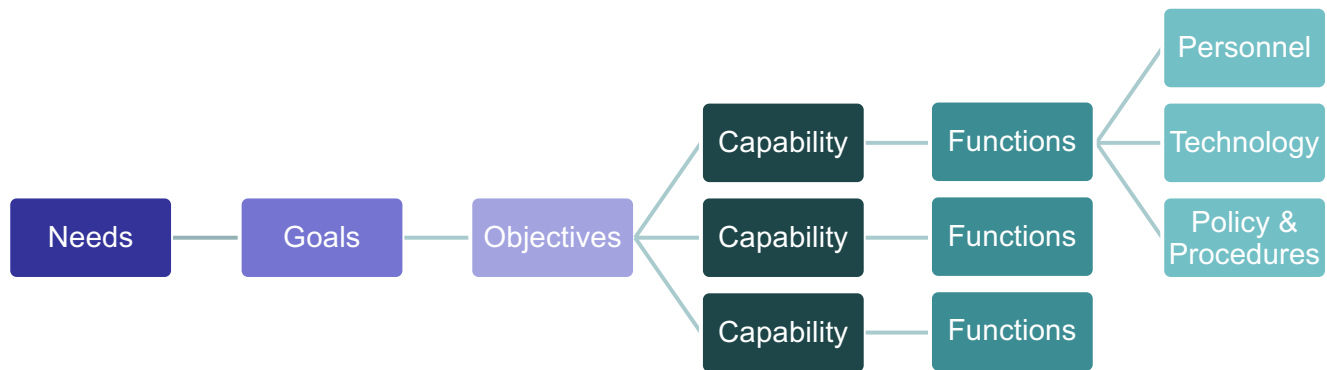 Personnel
Capability
Functions
Technology
Needs
Goals
Objectives
Capability
Functions
Policy &
Procedures
Capability
Functions